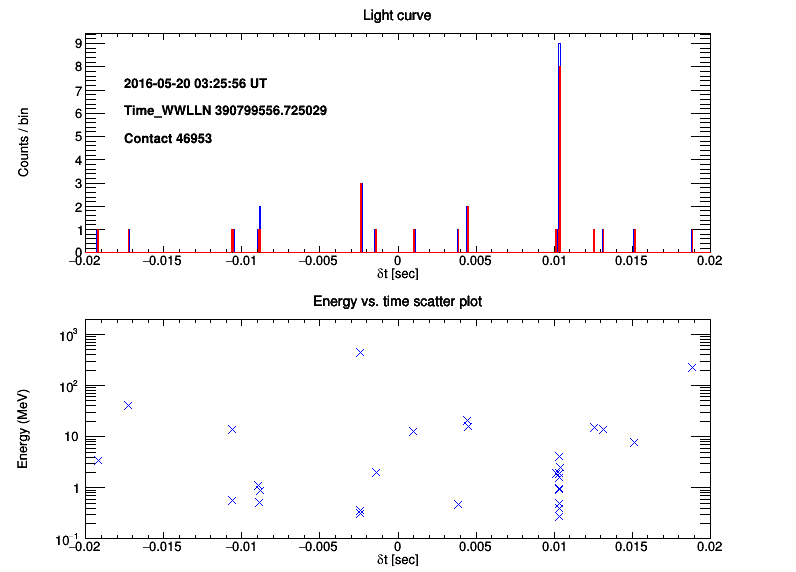 Light curve
Counts / bin
9
8
7
6
5
4
3
2
1
0
2016-05-20 03:25:56 UT
Time_WWLLN 390799556.725029
Contact 46953
−0.02 −0.015 −0.01 −0.005 0 0.005 0.01 0.015 0.02
δt [sec]
Energy vs. time scatter plot
Energy (MeV)
10³
10²
10
1
10⁻¹
−0.02 −0.015 −0.01 −0.005 0 0.005 0.01 0.015 0.02
δt [sec]